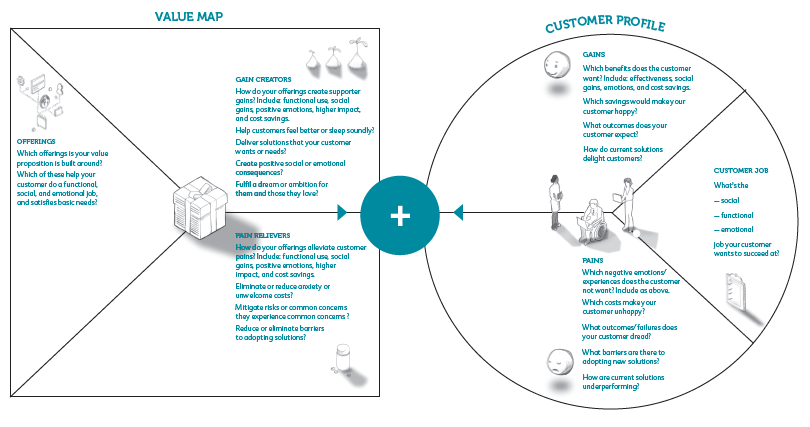 VALUE MAP
OFFERINGS
Which offerings is your value
proposition is built around?
Which of these help your
customer do a functional,
social, and emotional job,
and satisfies basic needs?
GAIN CREATORS
How do your offerings create supporter
gains? Include: functional use, social
gains, positive emotions, higher impact,
and cost savings.
Help customers feel better or sleep soundly?
Deliver solutions that your customer
wants or needs?
Create positive social or emotional
consequences?
Fulfil a dream or ambition for
them and those they love?
PAIN RELIEVERS
How do your offerings alleviate customer
pains? Include: functional use, social
gains, positive emotions, higher
impact, and cost savings.
Eliminate or reduce anxiety or
unwelcome costs?
Mitigate risks or common concerns
they experience common concerns ?
Reduce or eliminate barriers
to adopting solutions?
+
CUSTOMER PROFILE
GAINS
Which benefits does the customer
want? Include: effectiveness, social
gains, emotions, and cost savings.
Which savings would make your
customer happy?
What outcomes does your
customer expect?
How do current solutions
delight customers?
CUSTOMER JOB
What's the
— social
— functional
— emotional
job your customer
wants to succeed at?
PAINS
Which negative emotions/
experiences does the customer
not want? Include as above.
Which costs make your
customer unhappy?
What outcomes/failures does
your customer dread?
What barriers are there to
adopting new solutions?
How are current solutions
underperforming?